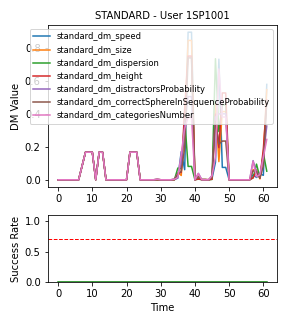 STANDARD - User 1SP1001
standard_dm_speed
standard_dm_size
standard_dm_dispersion
standard_dm_height
standard_dm_distractorsProbability
standard_dm_correctSphereInSequenceProbability
standard_dm_categoriesNumber
DM Value
0.2
0.0
0 10 20 30 40 50 60
Success Rate
1.0
0.5
0.0
0 10 20 30 40 50 60
Time